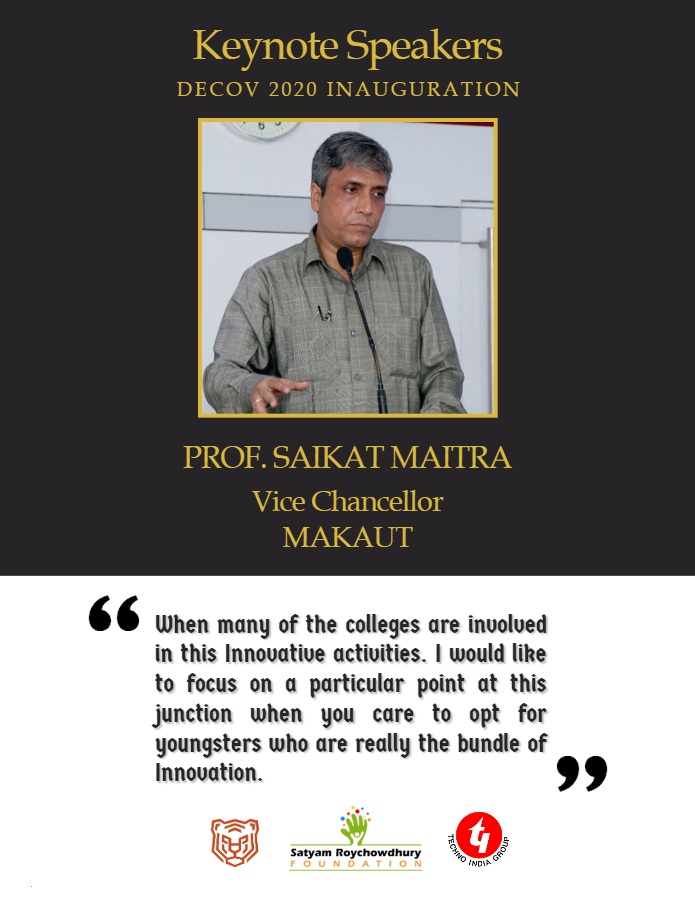 Keynote Speakers
DECOV 2020 INAUGURATION
PROF. SAIKAT MAITRA
Vice Chancellor
MAKAUT
“ When many of the colleges are involved
in this Innovative activities. I would like
to focus on a particular point at this
junction when you care to opt for
youngsters who are really the bundle of
Innovation. ”
Satyam Roychowdhury
FOUNDATION
TECHNO INDIA GROUP